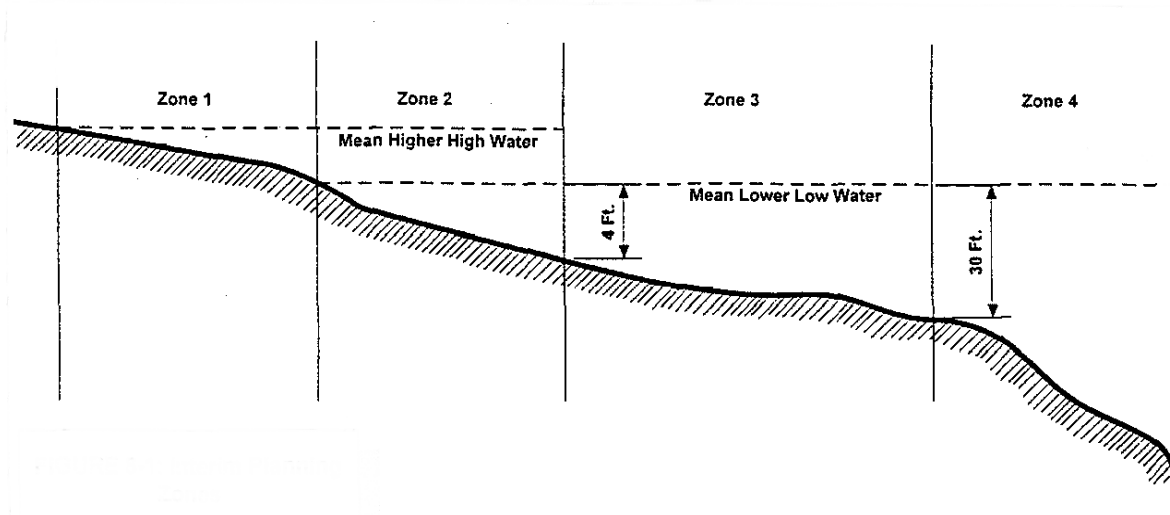 Zone 1
Zone 2
Zone 3
Zone 4
Mean Higher High Water
Mean Lower Low Water
4 Ft.
30 Ft.